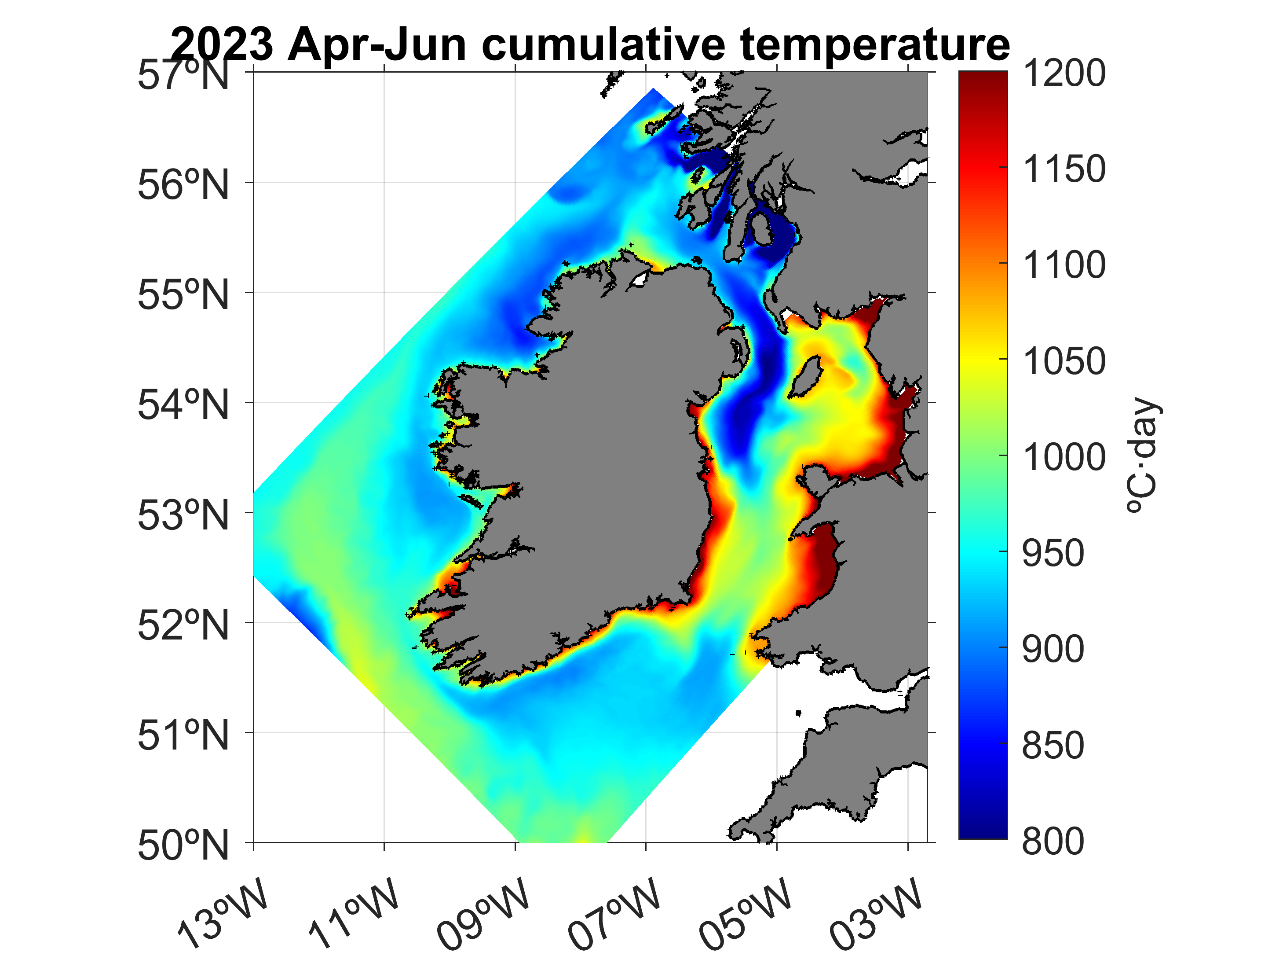 2023 Apr-Jun cumulative temperature
57ºN
56ºN
55ºN
54ºN
53ºN
52ºN
51ºN
50ºN
13ºW
11ºW
09ºW
07ºW
05ºW
03ºW
1200
1150
1100
1050
1000
950
900
850
800
ºC·day